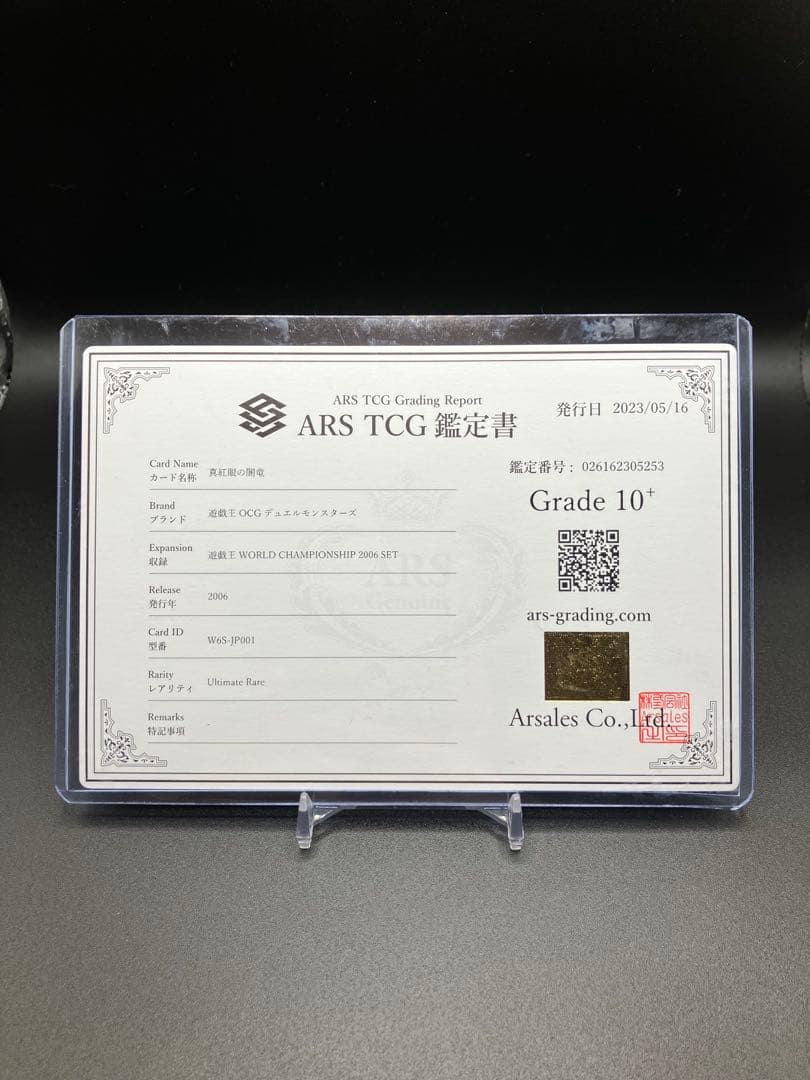 ARS TCG Grading Report
ARS TCG 鑑定書
発行日 2023/05/16
Card Name
カード名称 真紅眼の闇竜
Brand
ブランド 遊戯王 OCG デュエルモンスターズ
Expansion
収録 遊戯王 WORLD CHAMPIONSHIP 2006 SET
Release
発行年 2006
Card ID
型番 W6S-JP001
Rarity
レアリティ Ultimate Rare
Remarks
特記事項 -
鑑定番号 : 026162305253
Grade 10+
ars-grading.com
Arsales Co.,Ltd.
ARS
Genuine